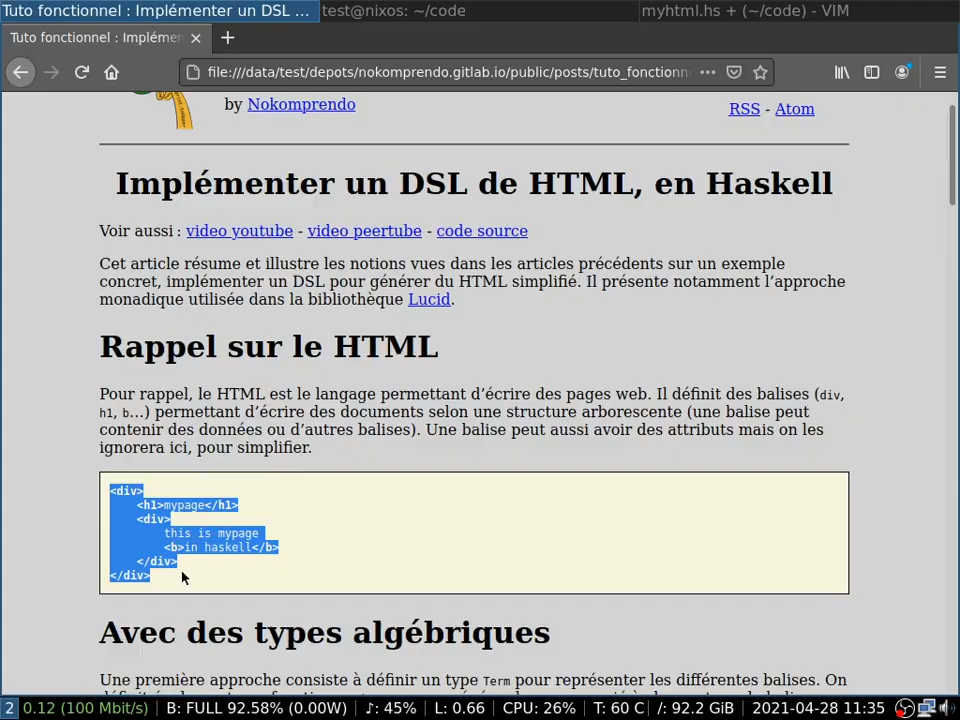 Tuto fonctionnel : Implémenter un DSL ...
test@nixos: ~/code
myhtml.hs + (~/code) - VIM
Tuto fonctionnel : Implémen
file:///data/test/depots/nokomprendo.gitlab.io/public/posts/tuto_fonctionn
by Nokomprendo
RSS - Atom
Implémenter un DSL de HTML, en Haskell
Voir aussi : video youtube - video peertube - code source
Cet article résume et illustre les notions vues dans les articles précédents sur un exemple
concret, implémenter un DSL pour générer du HTML simplifié. Il présente notamment l’approche
monadique utilisée dans la bibliothèque Lucid.
Rappel sur le HTML
Pour rappel, le HTML est le langage permettant d’écrire des pages web. Il définit des balises (div,
h1, b…) permettant d’écrire des documents selon une structure arborescente (une balise peut
contenir des données ou d’autres balises). Une balise peut aussi avoir des attributs mais on les
ignorera ici, pour simplifier.
<div>
<h1>mypage</h1>
<div>
this is mypage
<b>in haskell</b>
</div>
</div>
Avec des types algébriques
Une première approche consiste à définir un type Term pour représenter les différentes balises. On
2 0.12 (100 Mbit/s) B: FULL 92.58% (0.00W) ♪: 45% L: 0.66 CPU: 26% T: 60 C /: 92.2 GiB 2021-04-28 11:35